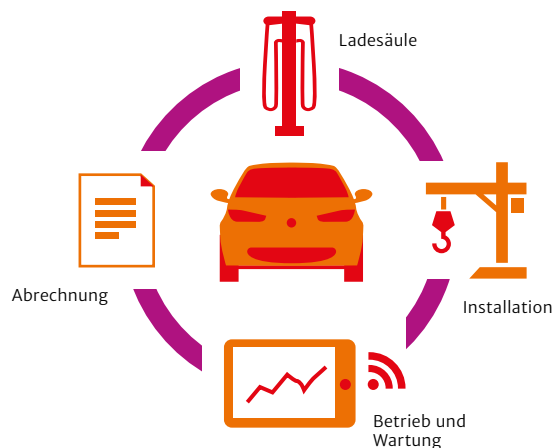 Ladesäule
Installation
Abrechnung
Betrieb und
Wartung